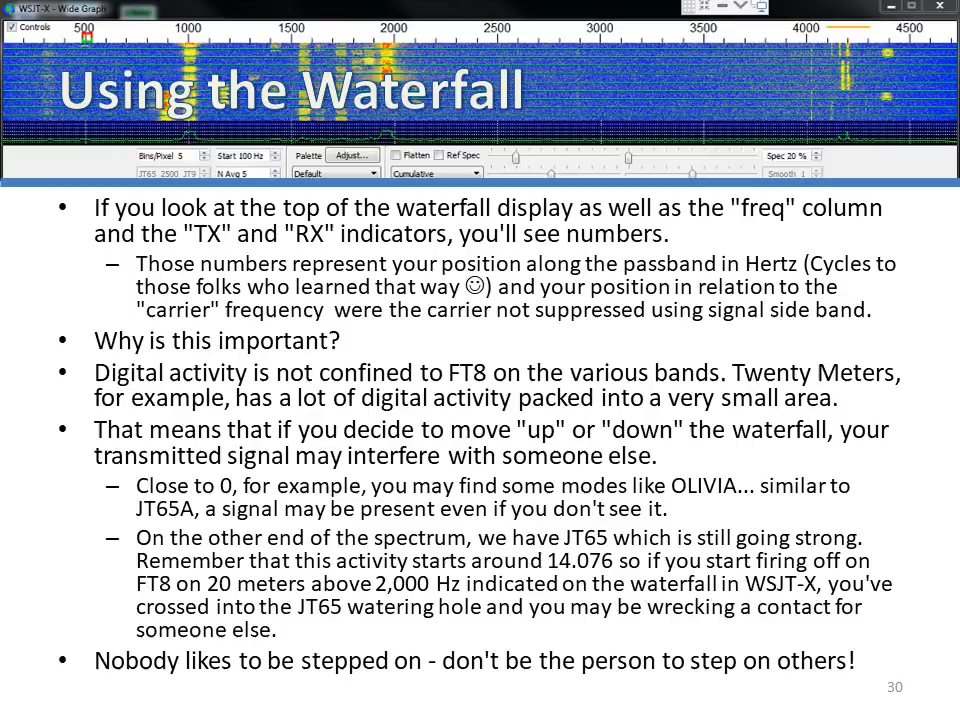 WSJT-X - Wide Graph
Controls 500 1000 1500 2000 2500 3000 3500 4000 4500
Using the Waterfall
Bins/Pixel 5 Start 100 Hz Palette Adjust... Flatten Ref Spec Spec 20 %
JT65 2500 JT9 N Avg 5 Default Cumulative Smooth 1
• If you look at the top of the waterfall display as well as the "freq" column
and the "TX" and "RX" indicators, you'll see numbers.
– Those numbers represent your position along the passband in Hertz (Cycles to
those folks who learned that way ☺) and your position in relation to the
"carrier" frequency were the carrier not suppressed using signal side band.
• Why is this important?
• Digital activity is not confined to FT8 on the various bands. Twenty Meters,
for example, has a lot of digital activity packed into a very small area.
• That means that if you decide to move "up" or "down" the waterfall, your
transmitted signal may interfere with someone else.
– Close to 0, for example, you may find some modes like OLIVIA... similar to
JT65A, a signal may be present even if you don't see it.
– On the other end of the spectrum, we have JT65 which is still going strong.
Remember that this activity starts around 14.076 so if you start firing off on
FT8 on 20 meters above 2,000 Hz indicated on the waterfall in WSJT-X, you've
crossed into the JT65 watering hole and you may be wrecking a contact for
someone else.
• Nobody likes to be stepped on - don't be the person to step on others!
30